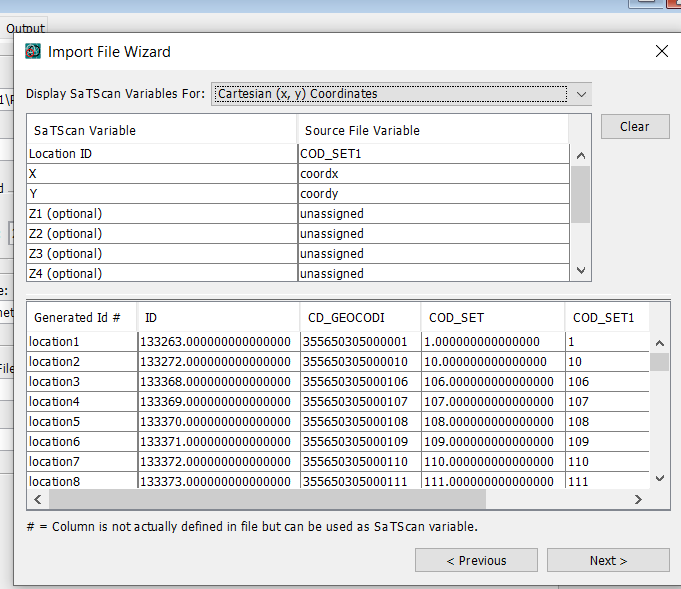 Output
Import File Wizard
Display SaTScan Variables For: Cartesian (x, y) Coordinates
SaTScan Variable Source File Variable Clear
Location ID COD_SET1
X coordx
Y coordy
Z1 (optional) unassigned
Z2 (optional) unassigned
Z3 (optional) unassigned
Z4 (optional) unassigned
Generated Id # ID CD_GEOCODI COD_SET COD_SET1
location1 133263.000000000000000 355650305000001 1.000000000000000 1
location2 133272.000000000000000 355650305000010 10.000000000000000 10
location3 133368.000000000000000 355650305000106 106.000000000000000 106
location4 133369.000000000000000 355650305000107 107.000000000000000 107
location5 133370.000000000000000 355650305000108 108.000000000000000 108
location6 133371.000000000000000 355650305000109 109.000000000000000 109
location7 133372.000000000000000 355650305000110 110.000000000000000 110
location8 133373.000000000000000 355650305000111 111.000000000000000 111
# = Column is not actually defined in file but can be used as SaTScan variable.
< Previous Next >